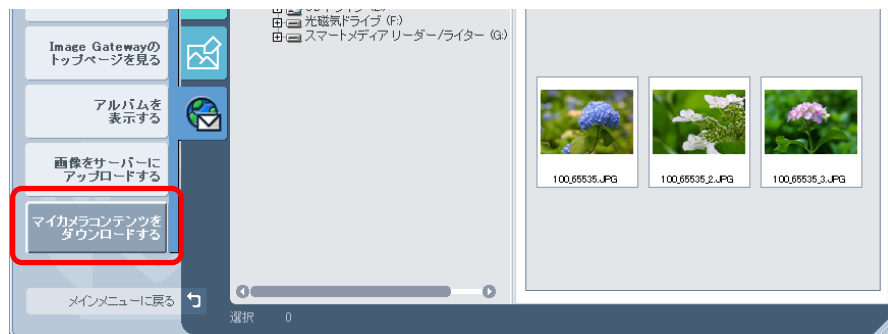 光磁気ドライブ (F:)
スマートメディア リーダー/ライター (G:)
Image Gatewayの
トップページを見る
アルバムを
表示する
画像をサーバーに
アップロードする
マイカメラコンテンツを
ダウンロードする
メインメニューに戻る
100_65535.JPG
100_65535_2.JPG
100_65535_3.JPG
選択 0